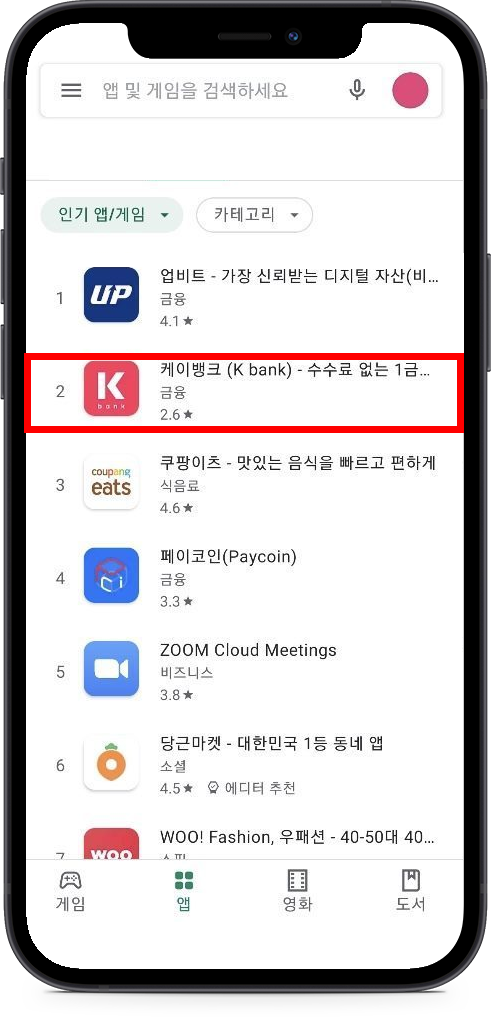 앱 및 게임을 검색하세요
인기 앱/게임
카테고리
1
UP
업비트 - 가장 신뢰받는 디지털 자산(비...
금융
4.1★
2
K
bank
케이뱅크 (K bank) - 수수료 없는 1금...
금융
2.6★
3
coupang
eats
쿠팡이츠 - 맛있는 음식을 빠르고 편하게
식음료
4.6★
4
페이코인(Paycoin)
금융
3.3★
5
ZOOM Cloud Meetings
비즈니스
3.8★
6
당근마켓 - 대한민국 1등 동네 앱
소셜
4.5★ 에디터 추천
7
WOO
WOO! Fashion, 우패션 - 40-50대 40...
쇼핑
게임
앱
영화
도서